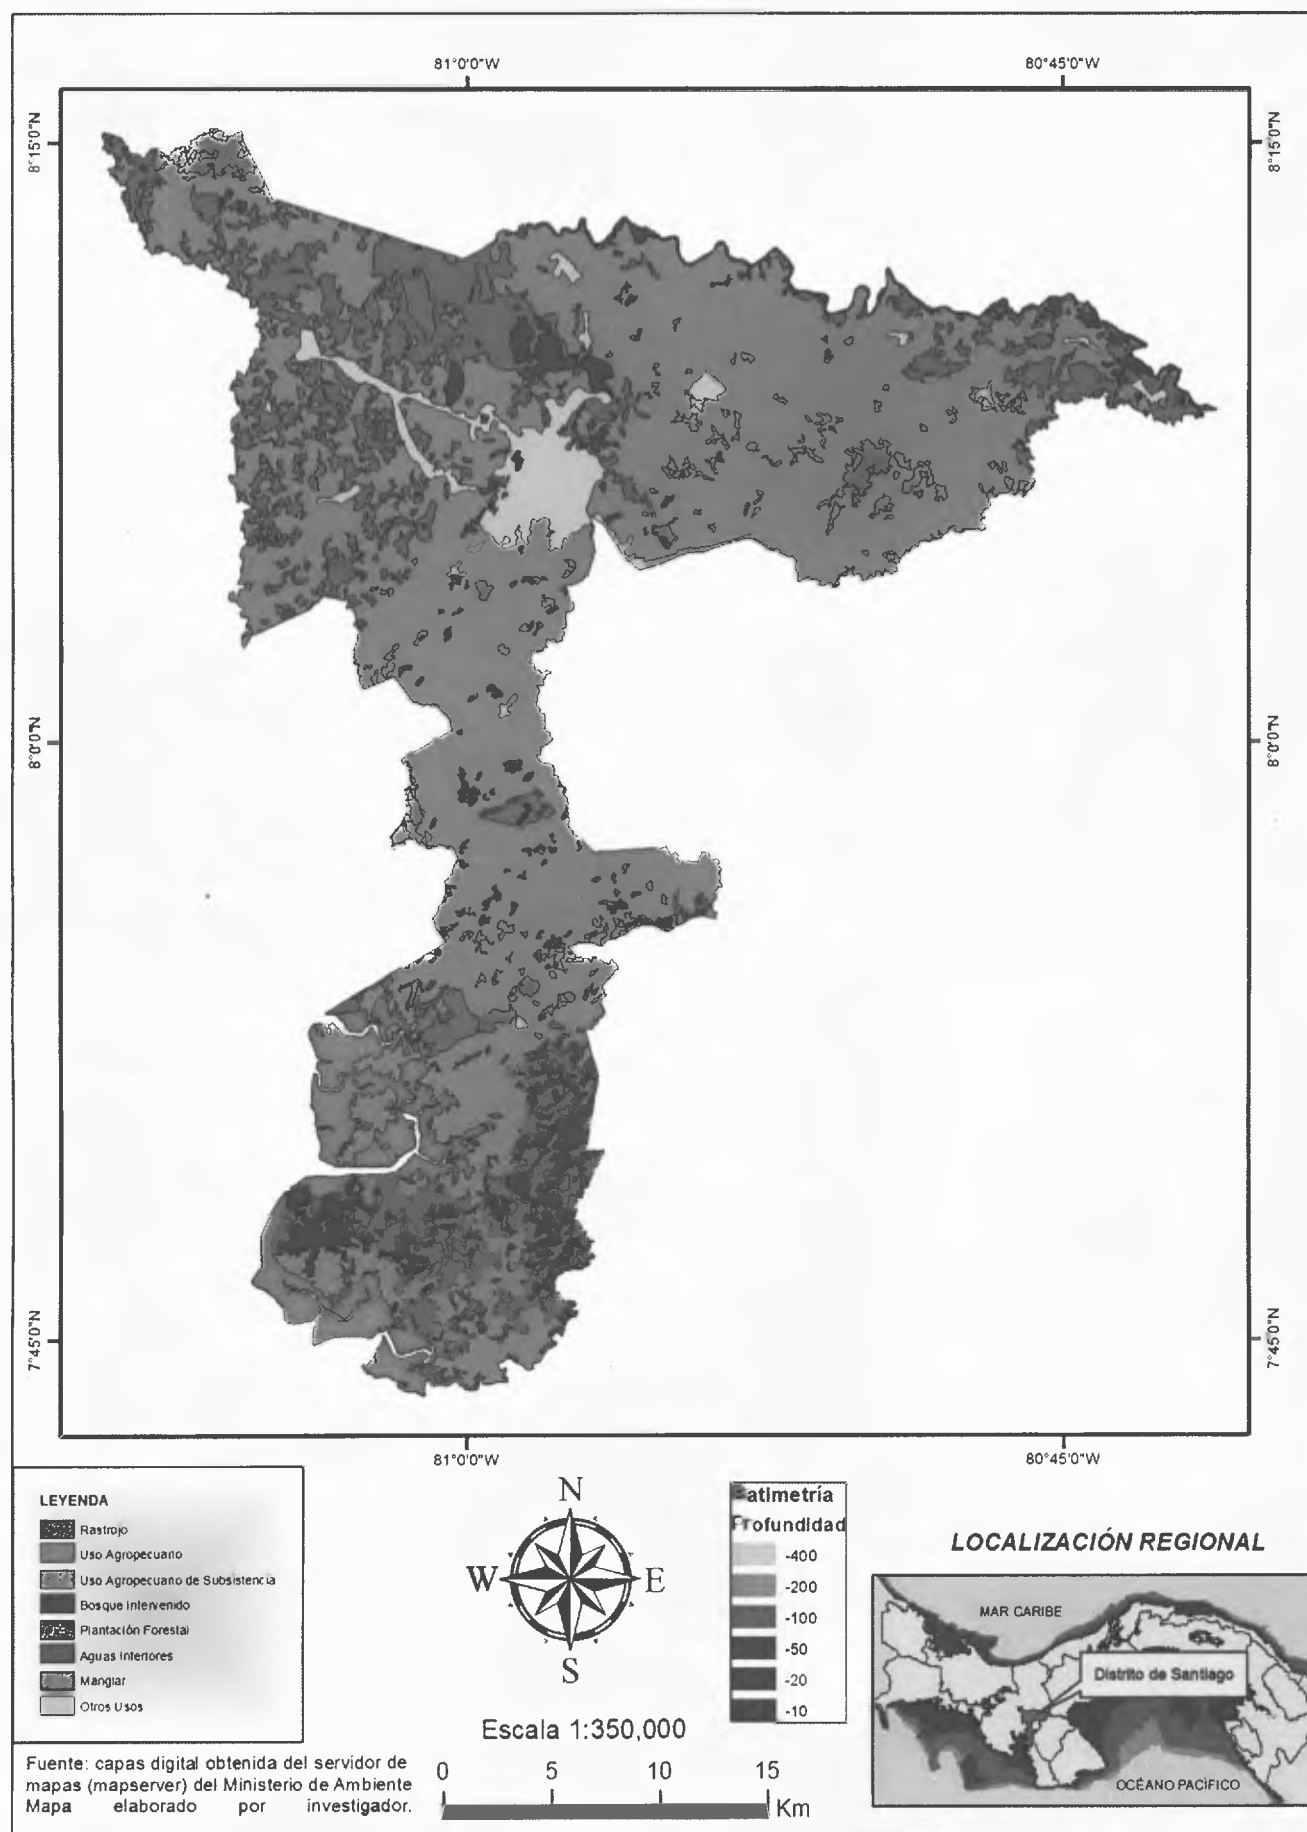 81°0'0"W 80°45'0"W
8°15'0"N 8°15'0"N
8°0'0"N 8°0'0"N
7°45'0"N 7°45'0"N
81°0'0"W 80°45'0"W
LEYENDA
Rastrojo
Uso Agropecuario
Uso Agropecuario de Subsistencia
Bosque Intervenido
Plantación Forestal
Aguas Interiores
Manglar
Otros Usos
N
W E
S
Escala 1:350,000
0 5 10 15
Km
Batimetría
Profundidad
-400
-200
-100
-50
-20
-10
LOCALIZACIÓN REGIONAL
MAR CARIBE
Distrito de Santiago
OCÉANO PACÍFICO
Fuente: capas digital obtenida del servidor de
mapas (mapserver) del Ministerio de Ambiente
Mapa elaborado por investigador.